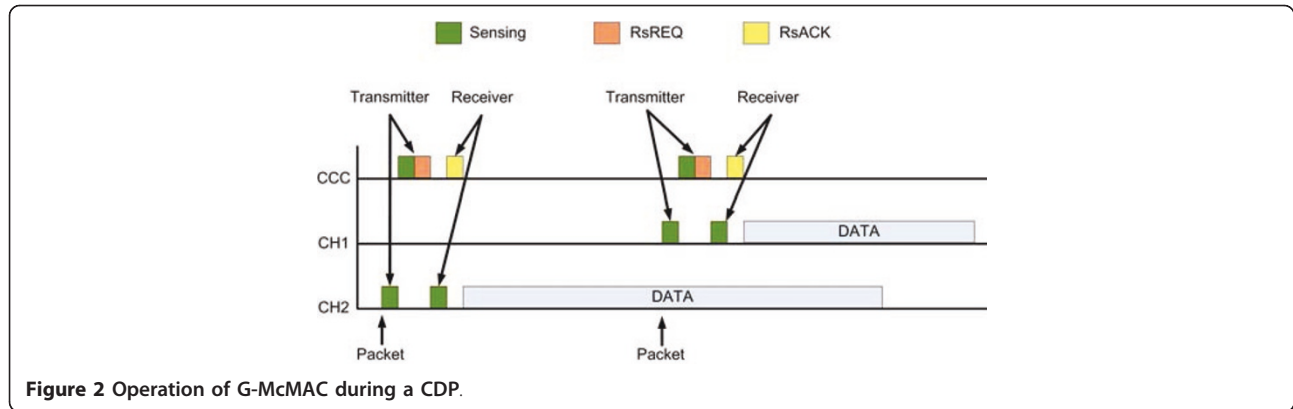 Sensing RsREQ RsACK
Transmitter Receiver Transmitter Receiver
CCC
CH1 DATA
CH2 DATA
Packet Packet
Figure 2 Operation of G-McMAC during a CDP.